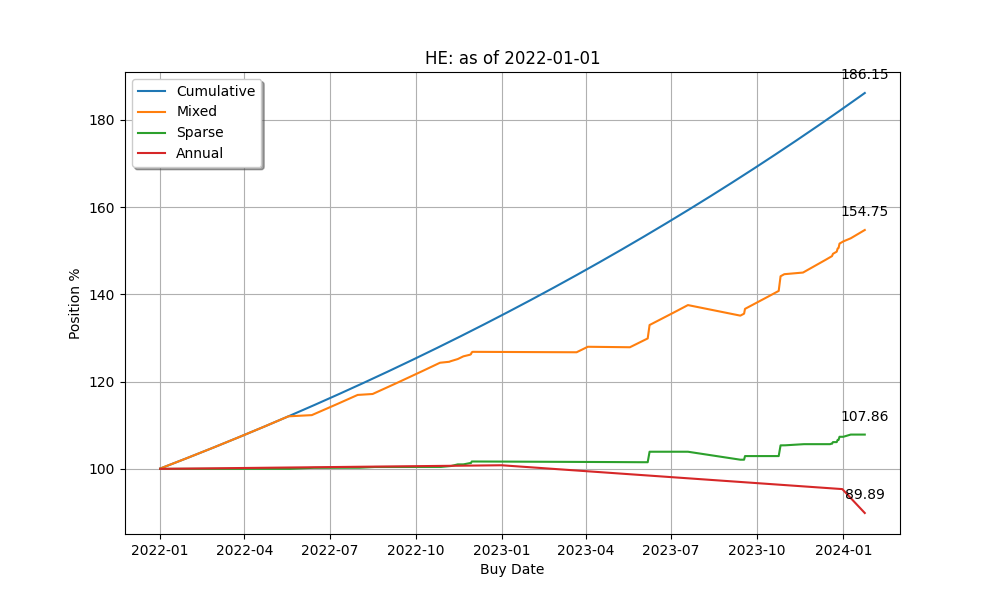 HE: as of 2022-01-01
186.15
Cumulative
Mixed
Sparse
Annual
180
160
154.75
140
120
107.86
100
89.89
Position %
2022-01
2022-04
2022-07
2022-10
2023-01
2023-04
2023-07
2023-10
2024-01
Buy Date